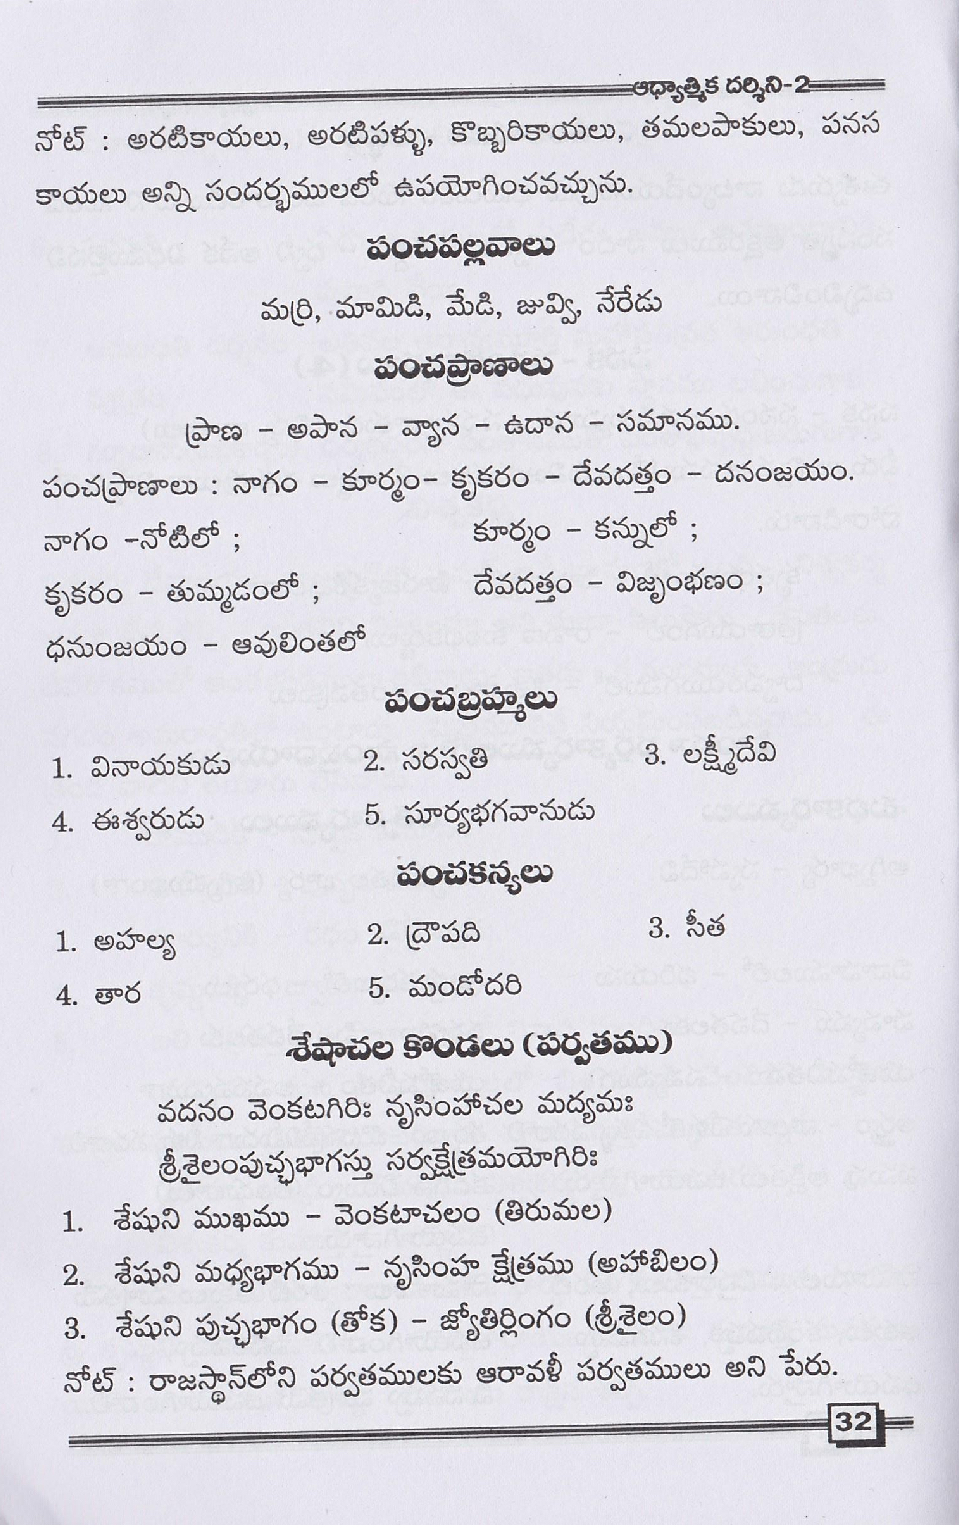 ఆధ్యాత్మిక దర్శిని-2
నోట్ : అరటికాయలు, అరటిపళ్ళు, కొబ్బరికాయలు, తమలపాకులు, పనస
కాయలు అన్ని సందర్భములలో ఉపయోగించవచ్చును.
పంచపల్లవాలు
మర్రి, మామిడి, మేడి, జువ్వి, నేరేడు
పంచప్రాణాలు
ప్రాణ – అపాన – వ్యాన – ఉదాన – సమానము.
పంచప్రాణాలు : నాగం – కూర్మం– కృకరం – దేవదత్తం – దనంజయం.
నాగం –నోటిలో ; కూర్మం – కన్నులో ;
కృకరం – తుమ్మడంలో ; దేవదత్తం – విజృంభణం ;
ధనుంజయం – ఆవులింతలో
పంచబ్రహ్మలు
1. వినాయకుడు 2. సరస్వతి 3. లక్ష్మీదేవి
4. ఈశ్వరుడు 5. సూర్యభగవానుడు
పంచకన్యలు
1. అహల్య 2. ద్రౌపది 3. సీత
4. తార 5. మండోదరి
శేషాచల కొండలు (పర్వతము)
వదనం వెంకటగిరిః నృసింహాచల మద్యమః
శ్రీశైలంపుచ్ఛభాగస్తు సర్వక్షేత్రమయోగిరిః
1. శేషుని ముఖము – వెంకటాచలం (తిరుమల)
2. శేషుని మధ్యభాగము – నృసింహ క్షేత్రము (అహాబిలం)
3. శేషుని పుచ్ఛభాగం (తోక) – జ్యోతిర్లింగం (శ్రీశైలం)
నోట్ : రాజస్థాన్‌లోని పర్వతములకు ఆరావళీ పర్వతములు అని పేరు.
32